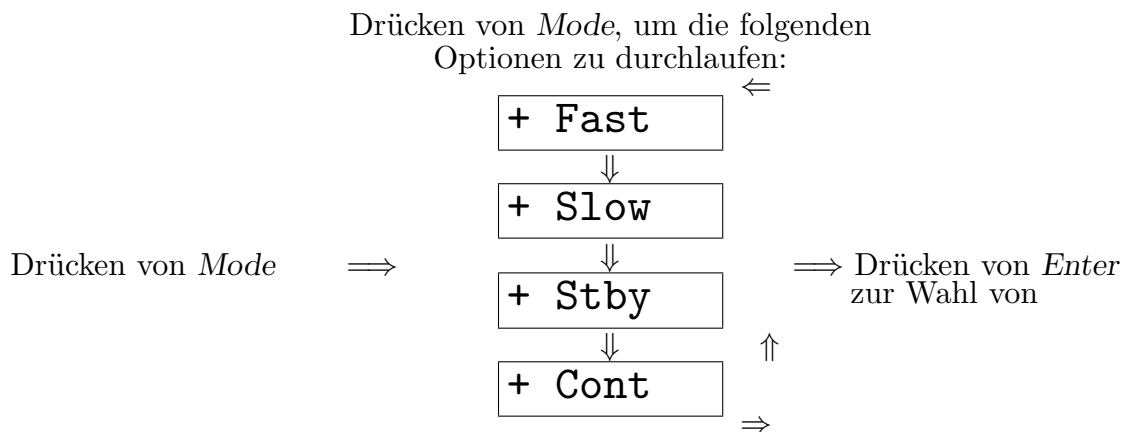 Drücken von Mode, um die folgenden
Optionen zu durchlaufen:
⇐
+ Fast
⇓
+ Slow
⇓
Drücken von Mode ⟹ ⟹ Drücken von Enter
+ Stby zur Wahl von
⇓ ⇑
+ Cont
⇒